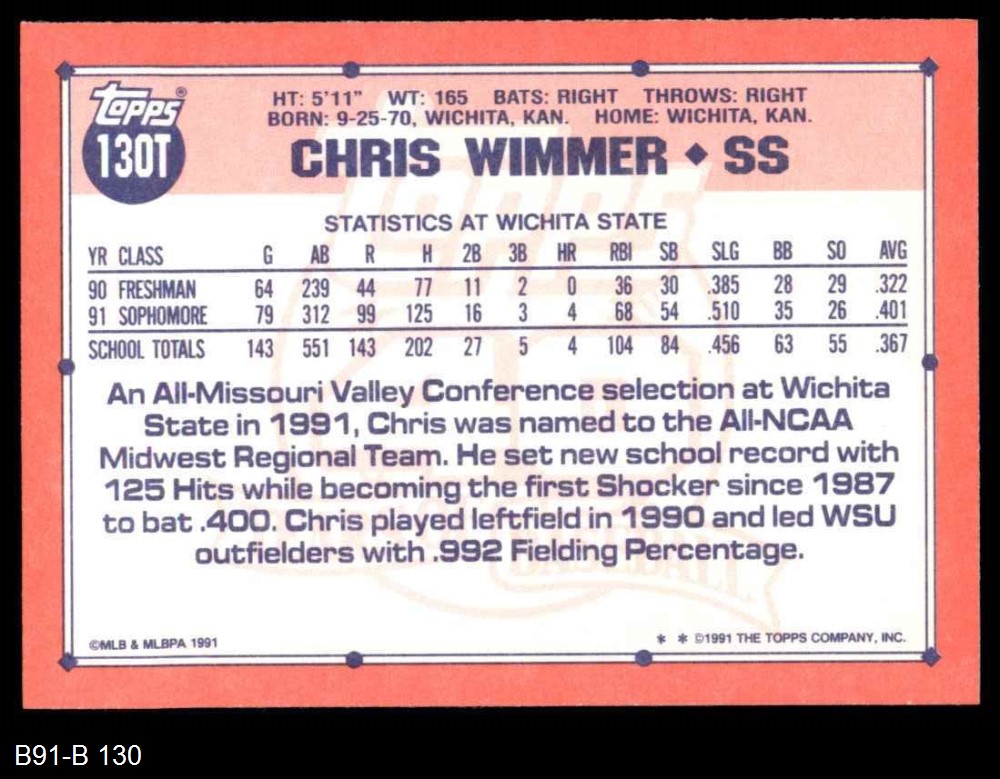 Topps®
130T
HT: 5'11" WT: 165 BATS: RIGHT THROWS: RIGHT
BORN: 9-25-70, WICHITA, KAN. HOME: WICHITA, KAN.
CHRIS WIMMER ◆ SS
STATISTICS AT WICHITA STATE
YR CLASS G AB R H 2B 3B HR RBI SB SLG BB SO AVG
90 FRESHMAN 64 239 44 77 11 2 0 36 30 .385 28 29 .322
91 SOPHOMORE 79 312 99 125 16 3 4 68 54 .510 35 26 .401
SCHOOL TOTALS 143 551 143 202 27 5 4 104 84 .456 63 55 .367
An All-Missouri Valley Conference selection at Wichita
State in 1991, Chris was named to the All-NCAA
Midwest Regional Team. He set new school record with
125 Hits while becoming the first Shocker since 1987
to bat .400. Chris played leftfield in 1990 and led WSU
outfielders with .992 Fielding Percentage.
©MLB & MLBPA 1991
* * ©1991 THE TOPPS COMPANY, INC.
B91-B 130